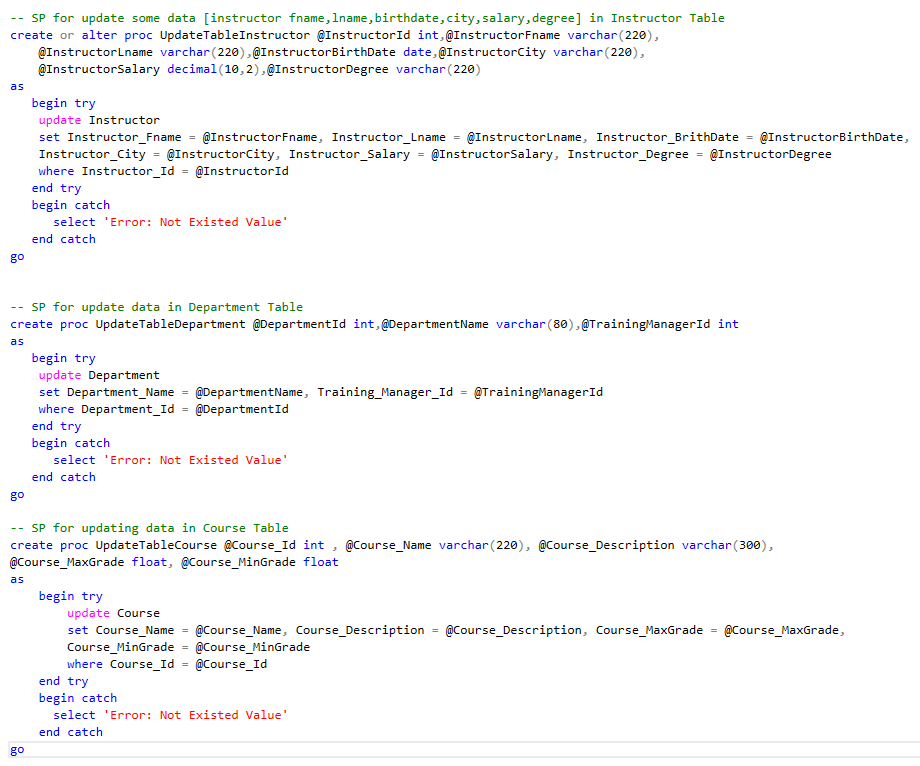 -- SP for update some data [instructor fname,lname,birthdate,city,salary,degree] in Instructor Table
create or alter proc UpdateTableInstructor @InstructorId int,@InstructorFname varchar(220),
@InstructorLname varchar(220),@InstructorBirthDate date,@InstructorCity varchar(220),
@InstructorSalary decimal(10,2),@InstructorDegree varchar(220)
as
begin try
update Instructor
set Instructor_Fname = @InstructorFname, Instructor_Lname = @InstructorLname, Instructor_BrithDate = @InstructorBirthDate,
Instructor_City = @InstructorCity, Instructor_Salary = @InstructorSalary, Instructor_Degree = @InstructorDegree
where Instructor_Id = @InstructorId
end try
begin catch
select 'Error: Not Existed Value'
end catch
go
-- SP for update data in Department Table
create proc UpdateTableDepartment @DepartmentId int,@DepartmentName varchar(80),@TrainingManagerId int
as
begin try
update Department
set Department_Name = @DepartmentName, Training_Manager_Id = @TrainingManagerId
where Department_Id = @DepartmentId
end try
begin catch
select 'Error: Not Existed Value'
end catch
go
-- SP for updating data in Course Table
create proc UpdateTableCourse @Course_Id int , @Course_Name varchar(220), @Course_Description varchar(300),
@Course_MaxGrade float, @Course_MinGrade float
as
begin try
update Course
set Course_Name = @Course_Name, Course_Description = @Course_Description, Course_MaxGrade = @Course_MaxGrade,
Course_MinGrade = @Course_MinGrade
where Course_Id = @Course_Id
end try
begin catch
select 'Error: Not Existed Value'
end catch
go